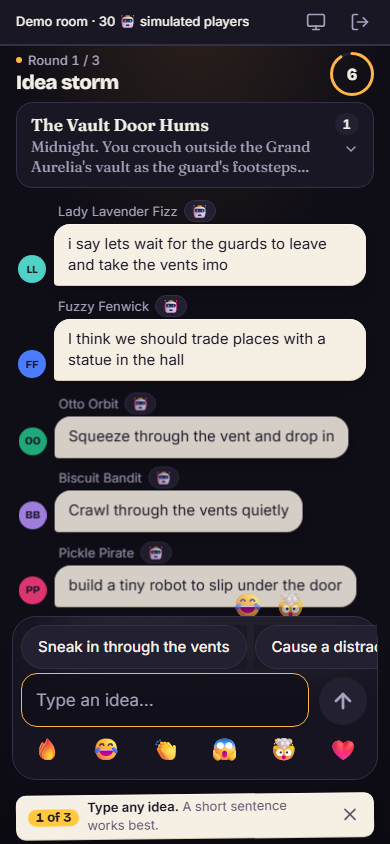 Demo room · 30 🤖 simulated players
Round 1 / 3
Idea storm
6
The Vault Door Hums
1
Midnight. You crouch outside the Grand
Aurelia's vault as the guard's footsteps...
Lady Lavender Fizz
LL
i say lets wait for the guards to leave
and take the vents imo
Fuzzy Fenwick
FF
I think we should trade places with a
statue in the hall
Otto Orbit
OO
Squeeze through the vent and drop in
Biscuit Bandit
BB
Crawl through the vents quietly
Pickle Pirate
PP
build a tiny robot to slip under the door
Sneak in through the vents
Cause a distrac
Type an idea...
1 of 3
Type any idea. A short sentence
works best.